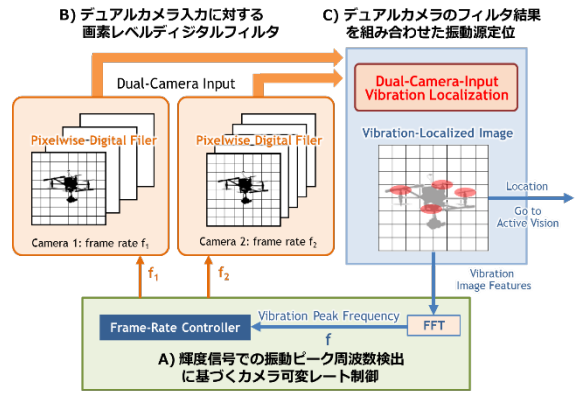 B) デュアルカメラ入力に対する
画素レベルディジタルフィルタ
C) デュアルカメラのフィルタ結果
を組み合わせた振動源定位
Dual-Camera Input
Pixelwise Digital Filer
Camera 1: frame rate f₁
Pixelwise Digital Filer
Camera 2: frame rate f₂
Dual-Camera-Input
Vibration Localization
Vibration-Localized Image
Location
Go to
Active Vision
Vibration
Image Features
f₁
f₂
Frame-Rate Controller
Vibration Peak Frequency
f
FFT
A) 輝度信号での振動ピーク周波数検出
に基づくカメラ可変レート制御